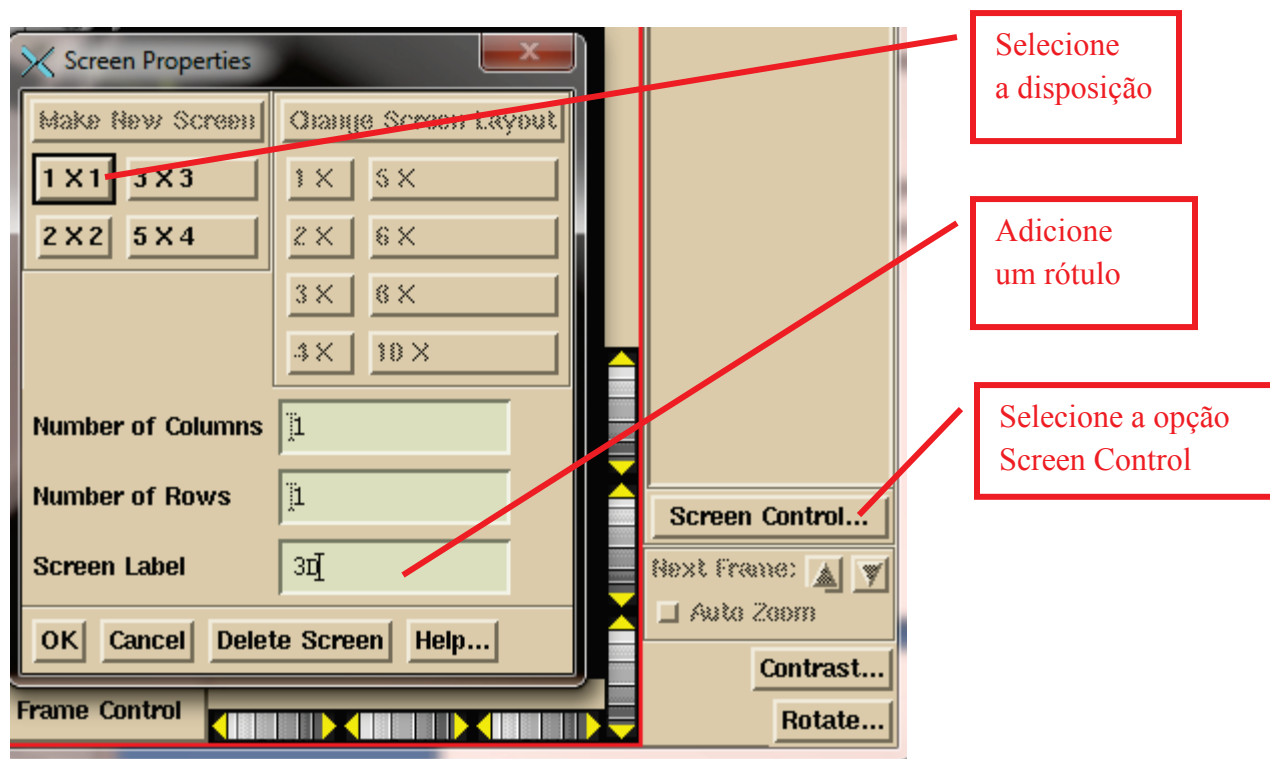 Screen Properties
x
Make New Screen
Change Screen Layout
1 X 1
3 X 3
1 X
5 X
2 X 2
5 X 4
2 X
6 X
3 X
8 X
4 X
10 X
Number of Columns
1
Number of Rows
1
Screen Label
3D
OK
Cancel
Delete Screen
Help...
Frame Control
Screen Control...
Next Frame:
Auto Zoom
Contrast...
Rotate...
Selecione
a disposição
Adicione
um rótulo
Selecione a opção
Screen Control